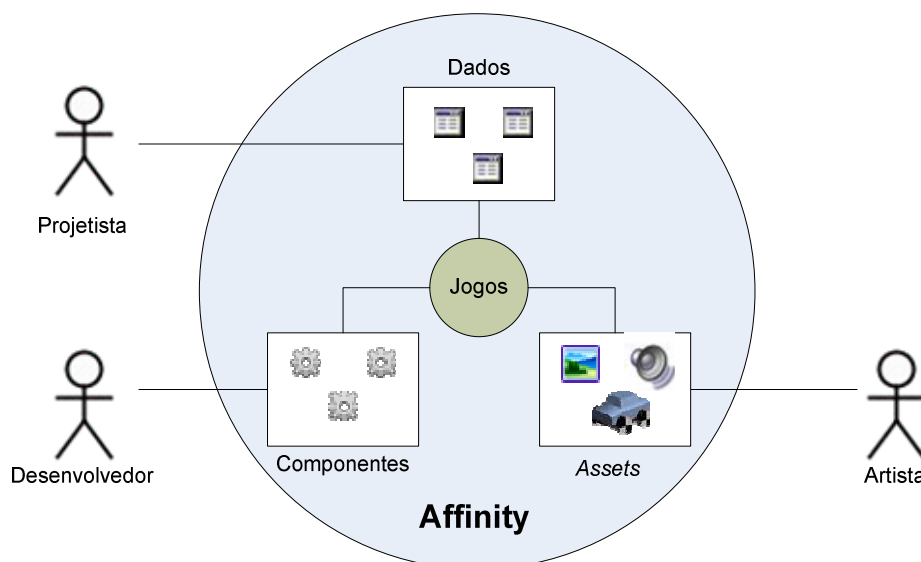 Dados
Projetista
Jogos
Desenvolvedor
Componentes
Assets
Artista
Affinity